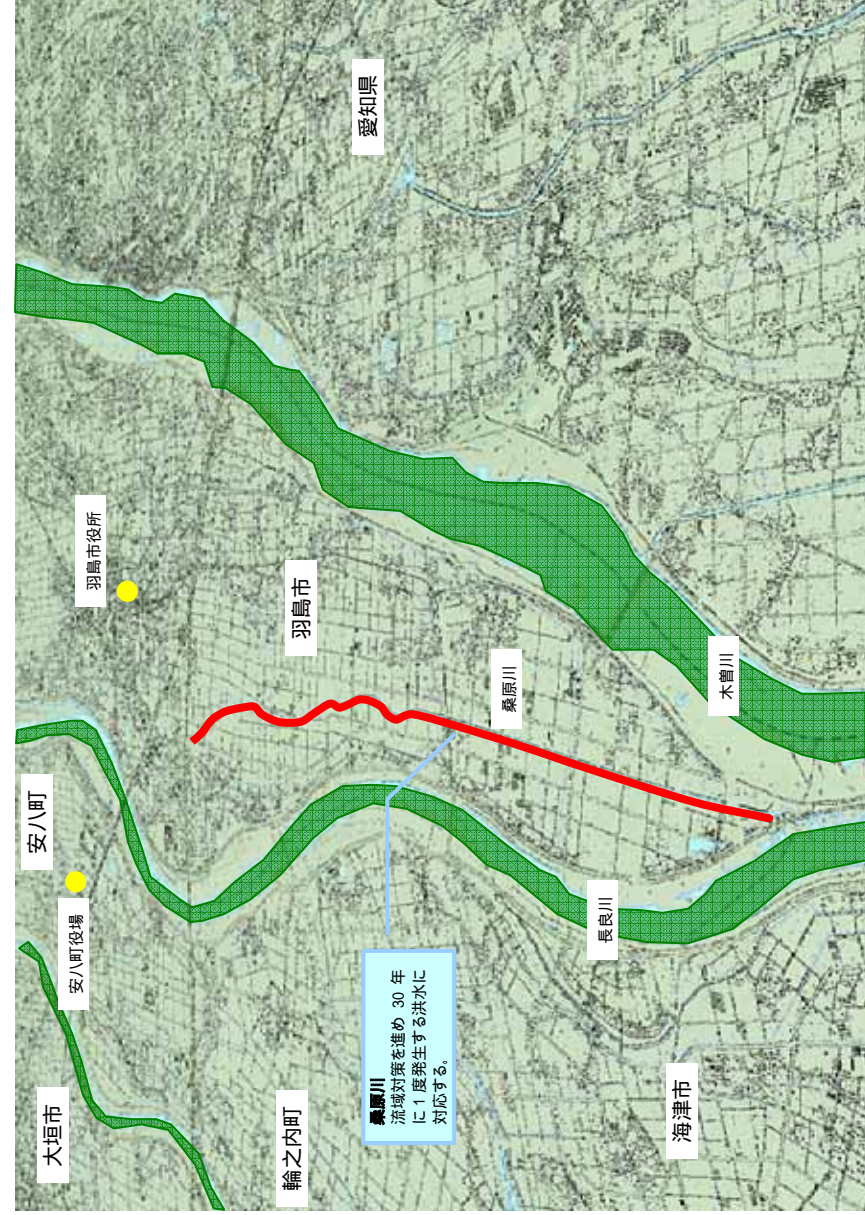 愛知県
羽島市役所
羽島市
桑原川
木曽川
安八町
安八町役場
長良川
大垣市
輪之内町
桑原川
流域対策を進め 30 年
に 1 度発生する洪水に
対応する。
海津市